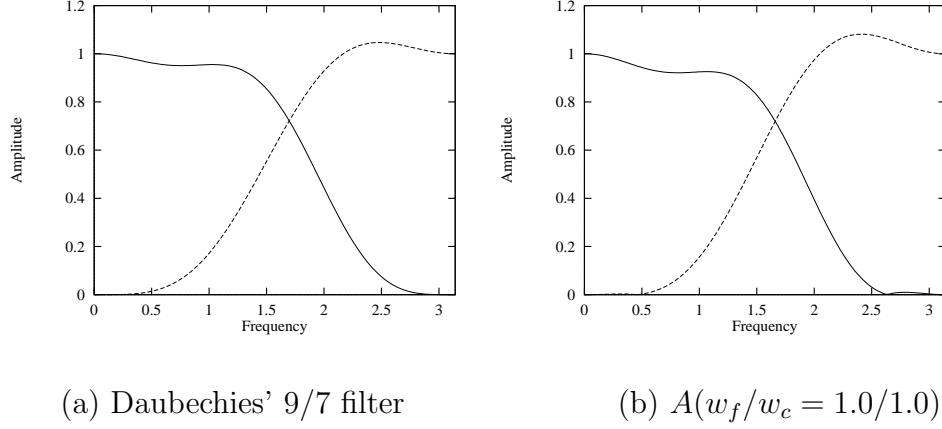 1.2
1
0.8
0.6
0.4
0.2
0
Amplitude
0 0.5 1 1.5 2 2.5 3
Frequency
(a) Daubechies' 9/7 filter
1.2
1
0.8
0.6
0.4
0.2
0
Amplitude
0 0.5 1 1.5 2 2.5 3
Frequency
(b) A(w_f/w_c = 1.0/1.0)